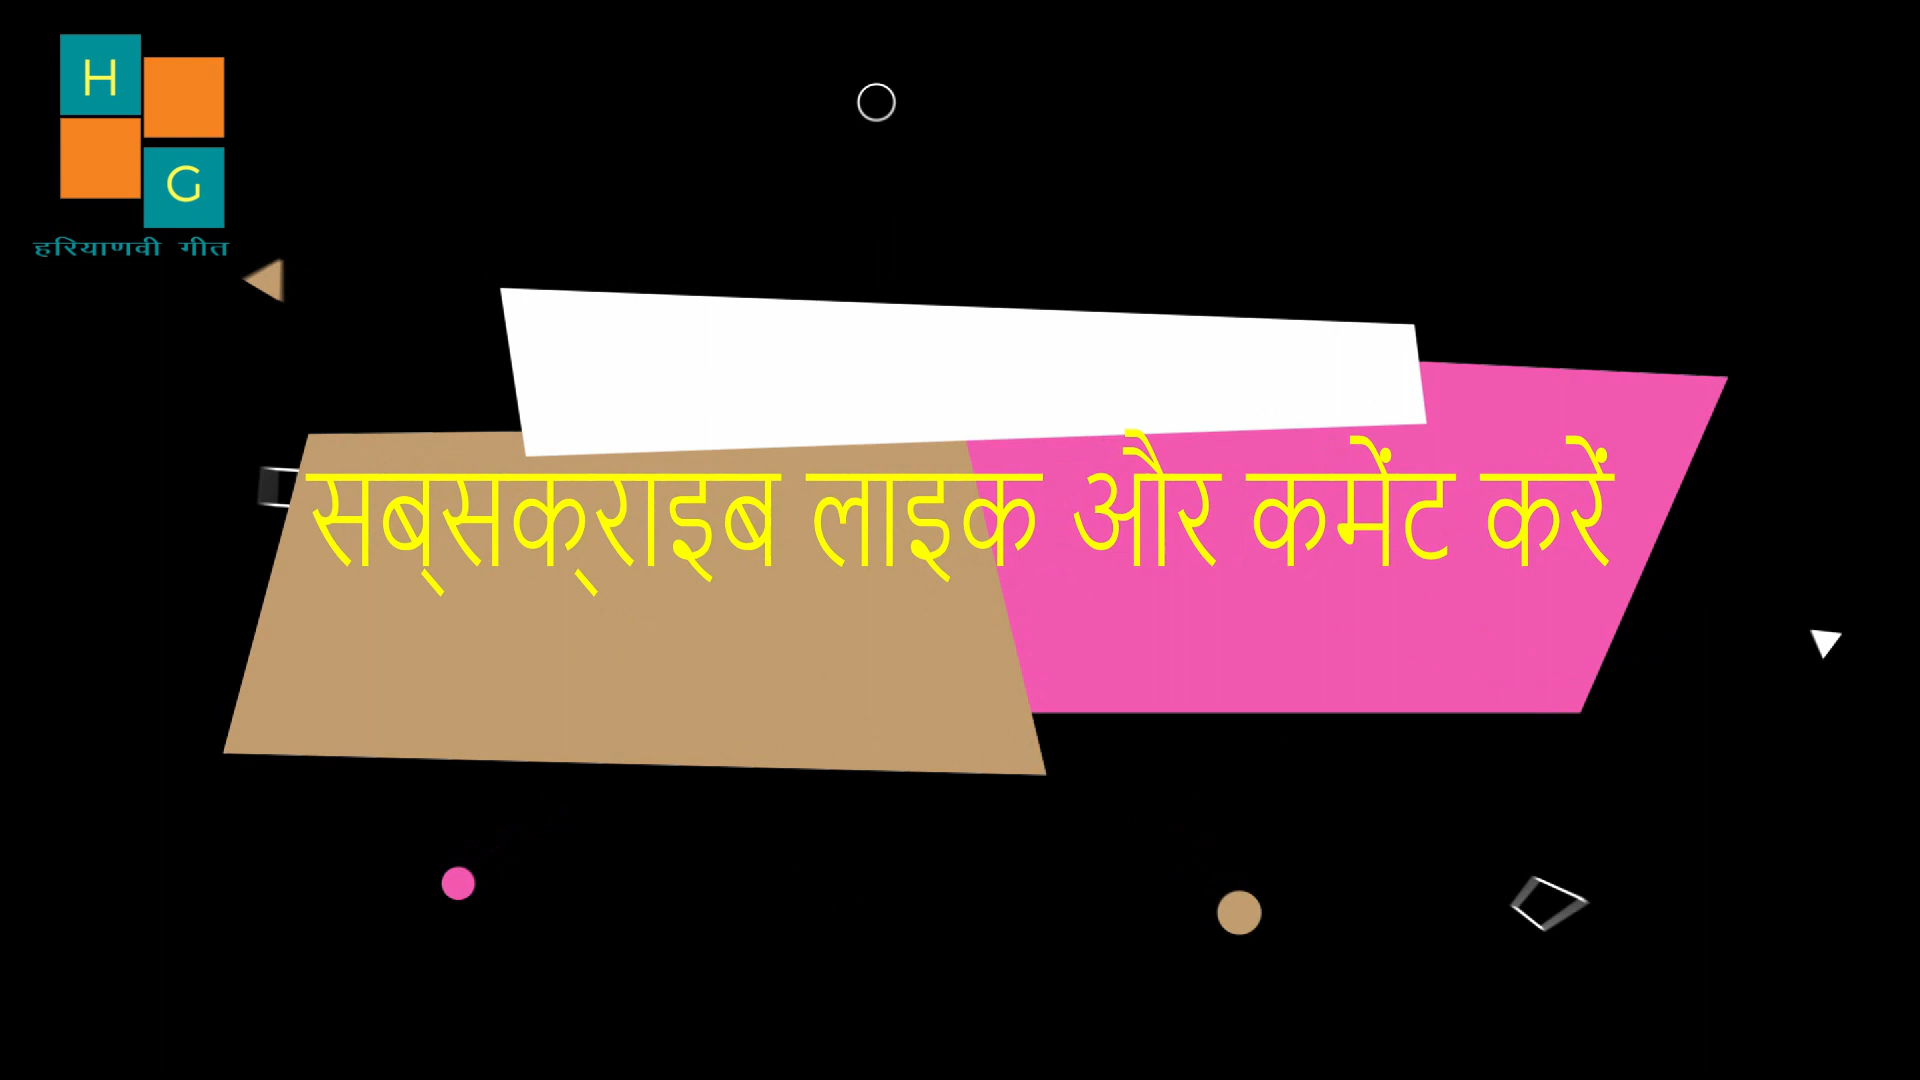 H
G
हरियाणवी गीत
सब्सक्राइब लाइक और कमेंट करें